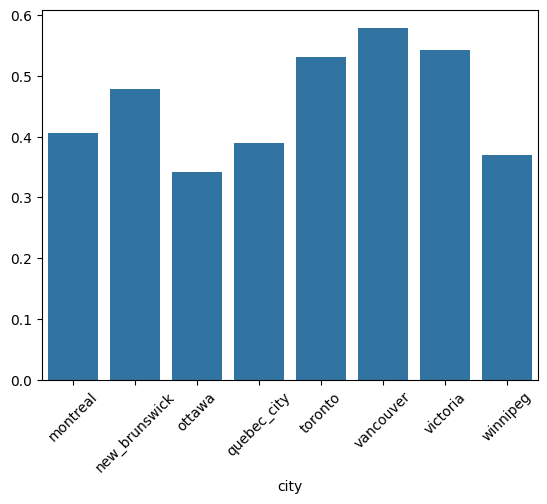 0.6
0.5
0.4
0.3
0.2
0.1
0.0
montreal
new_brunswick
ottawa
quebec_city
toronto
vancouver
victoria
winnipeg
city